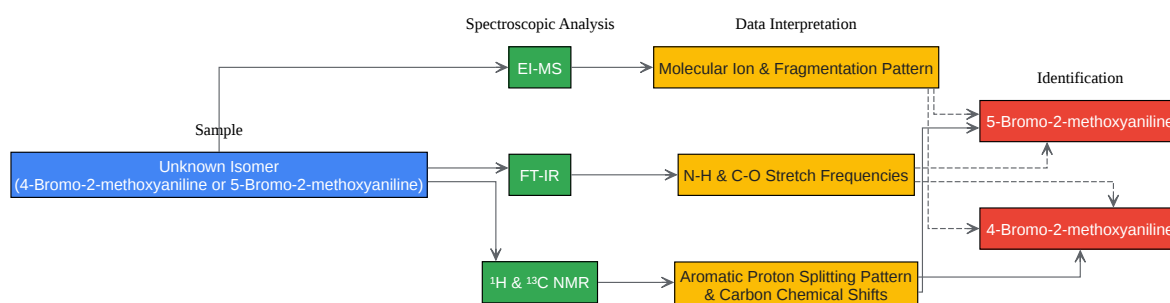 Spectroscopic Analysis
Data Interpretation
EI-MS
Molecular Ion & Fragmentation Pattern
Identification
Sample
5-Bromo-2-methoxyaniline
Unknown Isomer
(4-Bromo-2-methoxyaniline or 5-Bromo-2-methoxyaniline)
FT-IR
N-H & C-O Stretch Frequencies
4-Bromo-2-methoxyaniline
¹H & ¹³C NMR
Aromatic Proton Splitting Pattern
& Carbon Chemical Shifts